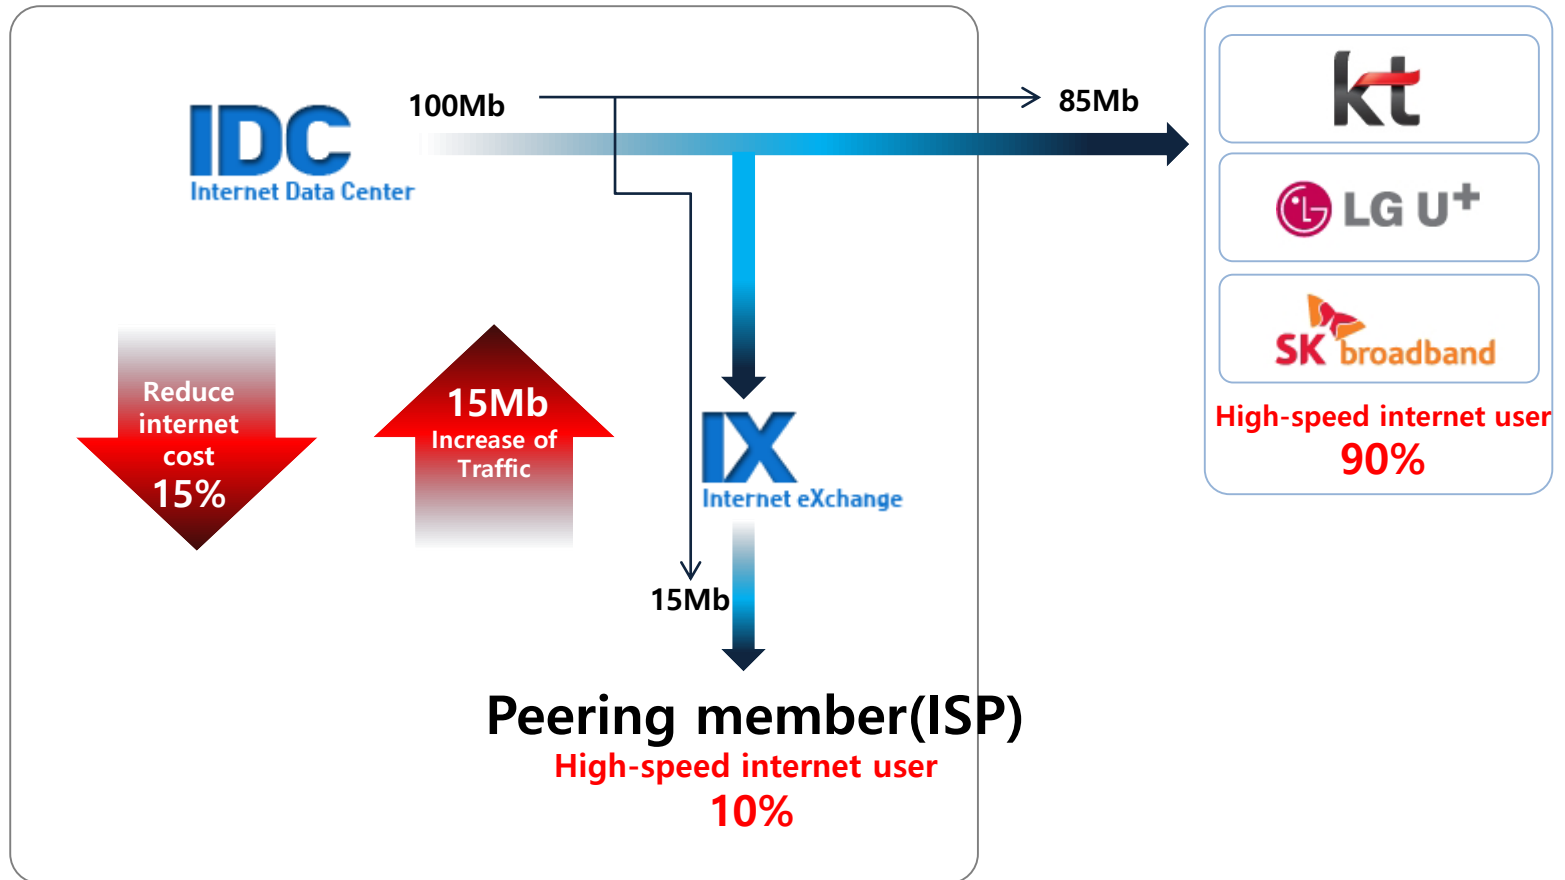 IDC
Internet Data Center
100Mb
85Mb
kt
LG U+
SK broadband
High-speed internet user
90%
Reduce
internet
cost
15%
15Mb
Increase of
Traffic
IX
Internet eXchange
15Mb
Peering member(ISP)
High-speed internet user
10%